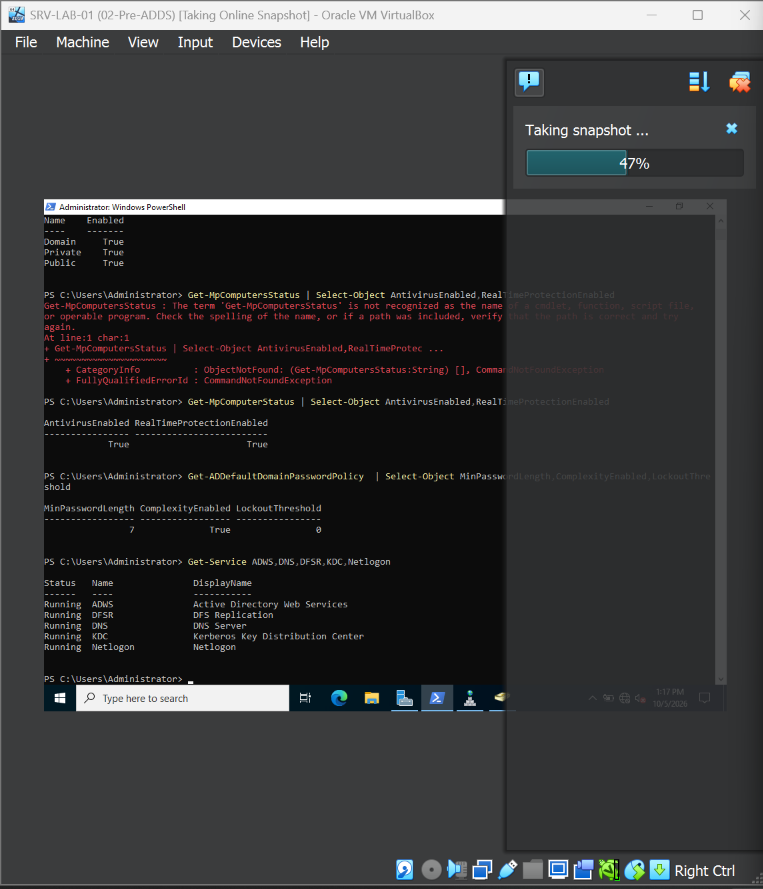 SRV-LAB-01 (02-Pre-ADDS) [Taking Online Snapshot] - Oracle VM VirtualBox
File Machine View Input Devices Help
Taking snapshot ...
47%
Administrator: Windows PowerShell
Name    Enabled
----    -------
Domain     True
Private    True
Public     True
PS C:\Users\Administrator> Get-MpComputersStatus | Select-Object AntivirusEnabled,RealTimeProtectionEnabled
Get-MpComputersStatus : The term 'Get-MpComputersStatus' is not recognized as the name of a cmdlet, function, script file,
or operable program. Check the spelling of the name, or if a path was included, verify that the path is correct and try
again.
At line:1 char:1
+ Get-MpComputersStatus | Select-Object AntivirusEnabled,RealTimeProtec ...
+ ~~~~~~~~~~~~~~~~~~~~~
    + CategoryInfo          : ObjectNotFound: (Get-MpComputersStatus:String) [], CommandNotFoundException
    + FullyQualifiedErrorId : CommandNotFoundException
PS C:\Users\Administrator> Get-MpComputerStatus | Select-Object AntivirusEnabled,RealTimeProtectionEnabled
AntivirusEnabled RealTimeProtectionEnabled
---------------- -------------------------
            True                      True
PS C:\Users\Administrator> Get-ADDefaultDomainPasswordPolicy  | Select-Object MinPasswordLength,ComplexityEnabled,LockoutThre
shold
MinPasswordLength ComplexityEnabled LockoutThreshold
----------------- ----------------- ----------------
                7              True                0
PS C:\Users\Administrator> Get-Service ADWS,DNS,DFSR,KDC,Netlogon
Status   Name               DisplayName
------   ----               -----------
Running  ADWS               Active Directory Web Services
Running  DFSR               DFS Replication
Running  DNS                DNS Server
Running  KDC                Kerberos Key Distribution Center
Running  Netlogon           Netlogon
PS C:\Users\Administrator>
Type here to search
1:17 PM
10/5/2026
Right Ctrl